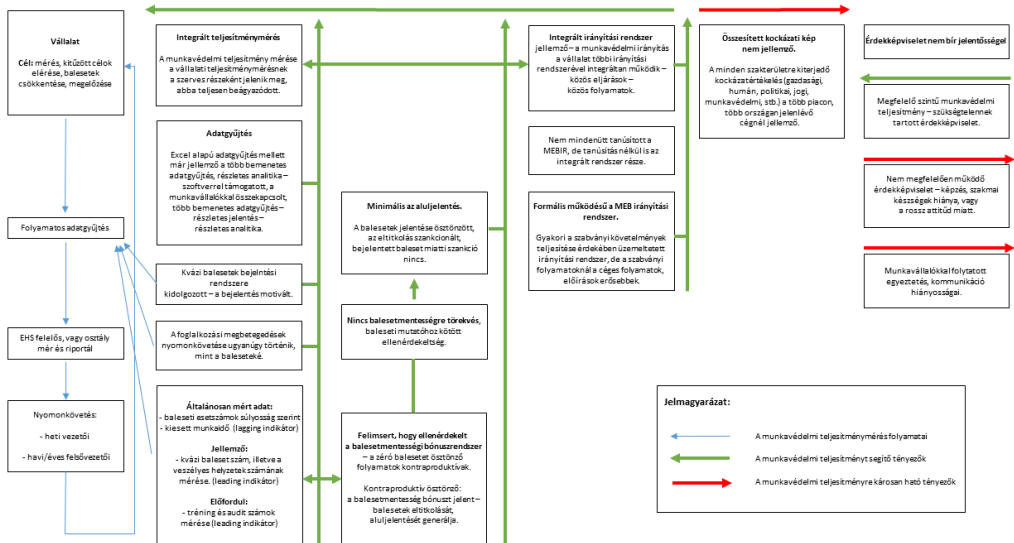 Vállalat
Cél: mérés, kitűzött célok
elérése, balesetek
csökkentése, megelőzése
Folyamatos adatgyűjtés
EHS felelős, vagy osztály
mér és riportál
Nyomonkövetés:
- heti vezetői
- havi/éves felsővezetői
Integrált teljesítménymérés
A munkavédelmi teljesítmény mérése
a vállalati teljesítménymérésnek
a szerves részeként jelenik meg,
abba teljesen beágyazódott.
Adatgyűjtés
Excel alapú adatgyűjtés mellett
már jellemző a több bemenetes
adatgyűjtés, részletes analitika –
szoftverrel támogatott, a
munkavállalókkal összekapcsolt,
több bemenetes adatgyűjtés –
részletes jelentés –
részletes analitika.
Kvázi balesetek bejelntési
rendszere
kidolgozott – a bejelentés motivált.
A foglalkozási megbetegedések
nyomonkövetése ugyanúgy történik,
mint a baleseteké.
Általánosan mért adat:
- baleseti esetszámok súlyosság szerint
- kiesett munkaidő (lagging indikátor)
Jellemző:
- kvázi baleset szám, illetve a
veszélyes helyzetek számának
mérése. (leading indikátor)
Előfordul:
- tréning és audit számok
mérése (leading indikátor)
Minimális az aluljelentés.
A balesetek jelentése ösztönzött,
az eltitkolás szankcionált,
bejelentett baleset miatti szankció
nincs.
Nincs balesetmentességre törekvés,
baleseti mutatóhoz kötött
ellenérdekeltség.
Felimsert, hogy ellenérdekelt
a balesetmentességi bónuszrendszer
– a zéró balesetet ösztönző
folyamatok kontraproduktívak.
Kontraproduktív ösztönző:
a balesetmentesség bónuszt jelent –
balesetek eltitkolását,
aluljelentését generálja.
Integrált irányítási rendszer
jellemző – a munkavédelmi irányítás
a vállalat többi irányítási
rendszerével integráltan működik –
közös eljárások –
közös folyamatok.
Nem mindenütt tanúsított a
MEBIR, de tanúsítás nélkül is az
integrált rendszer része.
Formális működésű a MEB irányítási
rendszer.
Gyakori a szabványi követelmények
teljesítése érdekében üzemeltetett
irányítási rendszer, de a szabványi
folyamatoknál a céges folyamatok,
előírások erősebbek.
Összesített kockázati kép
nem jellemző.
A minden szakterületre kiterjedő
kockázatértékelés (gazdasági,
humán, politikai, jogi,
munkavédelmi, stb.) a több piacon,
több országan jelenlévő
cégnél jellemző.
Érdekképviselet nem bír jelentőséggel
Megfelelő szintű munkavédelmi
teljesítmény – szükségtelennek
tartott érdekképviselet.
Nem megfelelően működő
érdekképviselet – képzés, szakmai
készségek hiánya, vagy
a rossz attitűd miatt.
Munkavállalókkal folytatott
egyeztetés, kommunikáció
hiányosságai.
Jelmagyarázat:
A munkavédelmi teljesítménymérés folyamatai
A munkavédelmi teljesítményt segítő tényezők
A munkavédelmi teljesítményre károsan ható tényezők